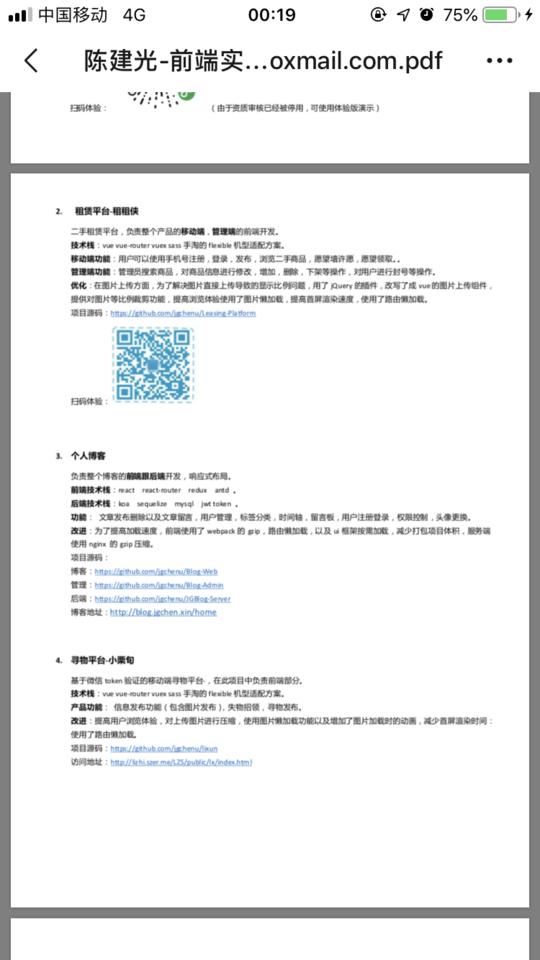 中国移动 4G 00:19 75%
陈建光-前端实...oxmail.com.pdf
扫码体验： （由于资质审核已经被停用，可使用体验版演示）
2. 租赁平台-租租侠
二手租赁平台，负责整个产品的移动端，管理端的前端开发。
技术栈：vue vue-router vuex sass 手淘的 flexible 机型适配方案。
移动端功能：用户可以使用手机号注册，登录，发布，浏览二手商品，愿望墙许愿，愿望领取，。
管理端功能：管理员搜索商品，对商品信息进行修改，增加，删除，下架等操作，对用户进行封号等操作。
优化：在图片上传方面，为了解决图片直接上传导致的显示比例问题，用了 jQuery 的插件，改写了成 vue 的图片上传组件，
提供对图片等比例裁剪功能，提高浏览体验使用了图片懒加载，提高首屏渲染速度，使用了路由懒加载。
项目源码：https://github.com/jgchenu/Leasing-Platform
扫码体验：
3. 个人博客
负责整个博客的前端跟后端开发，响应式布局。
前端技术栈：react react-router redux antd 。
后端技术栈：koa sequelize mysql jwt token 。
功能： 文章发布删除以及文章留言，用户管理，标签分类，时间轴，留言板，用户注册登录，权限控制，头像更换。
改进：为了提高加载速度，前端使用了 webpack 的 gzip，路由懒加载，以及 ui 框架按需加载，减少打包项目体积，服务端
使用 nginx 的 gzip 压缩。
项目源码：
博客：https://github.com/jgchenu/Blog-Web
管理：https://github.com/jgchenu/Blog-Admin
后端：https://github.com/jgchenu/JGBlog-Server
博客地址：http://blog.jgchen.xin/home
4. 寻物平台-小栗旬
基于微信 token 验证的移动端寻物平台，在此项目中负责前端部分。
技术栈：vue vue-router vuex sass 手淘的 flexible 机型适配方案。
产品功能： 信息发布功能（包含图片发布），失物招领，寻物发布。
改进：提高用户浏览体验，对上传图片进行压缩，使用图片懒加载功能以及增加了图片加载时的动画，减少首屏渲染时间：
使用了路由懒加载。
项目源码：https://github.com/jgchenu/lixun
访问地址：http://lizhi.szer.me/LZS/public/lx/index.html